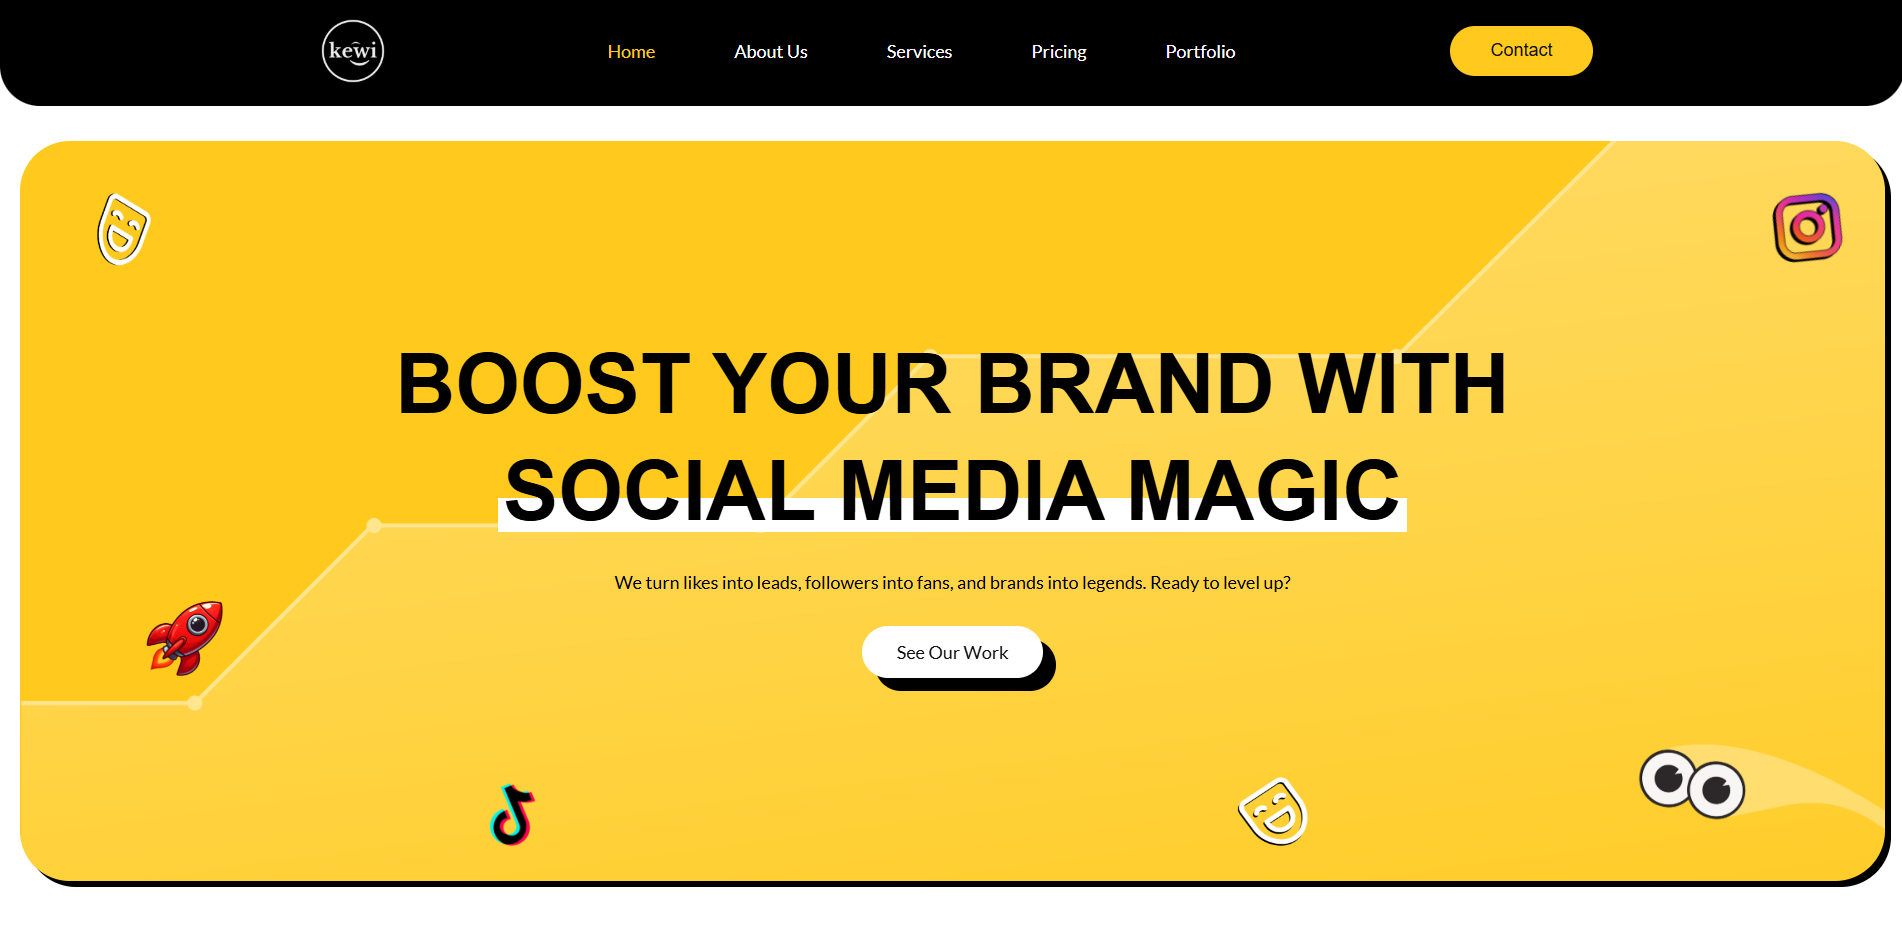 kewi
Home
About Us
Services
Pricing
Portfolio
Contact
BOOST YOUR BRAND WITH
SOCIAL MEDIA MAGIC
We turn likes into leads, followers into fans, and brands into legends. Ready to level up?
See Our Work